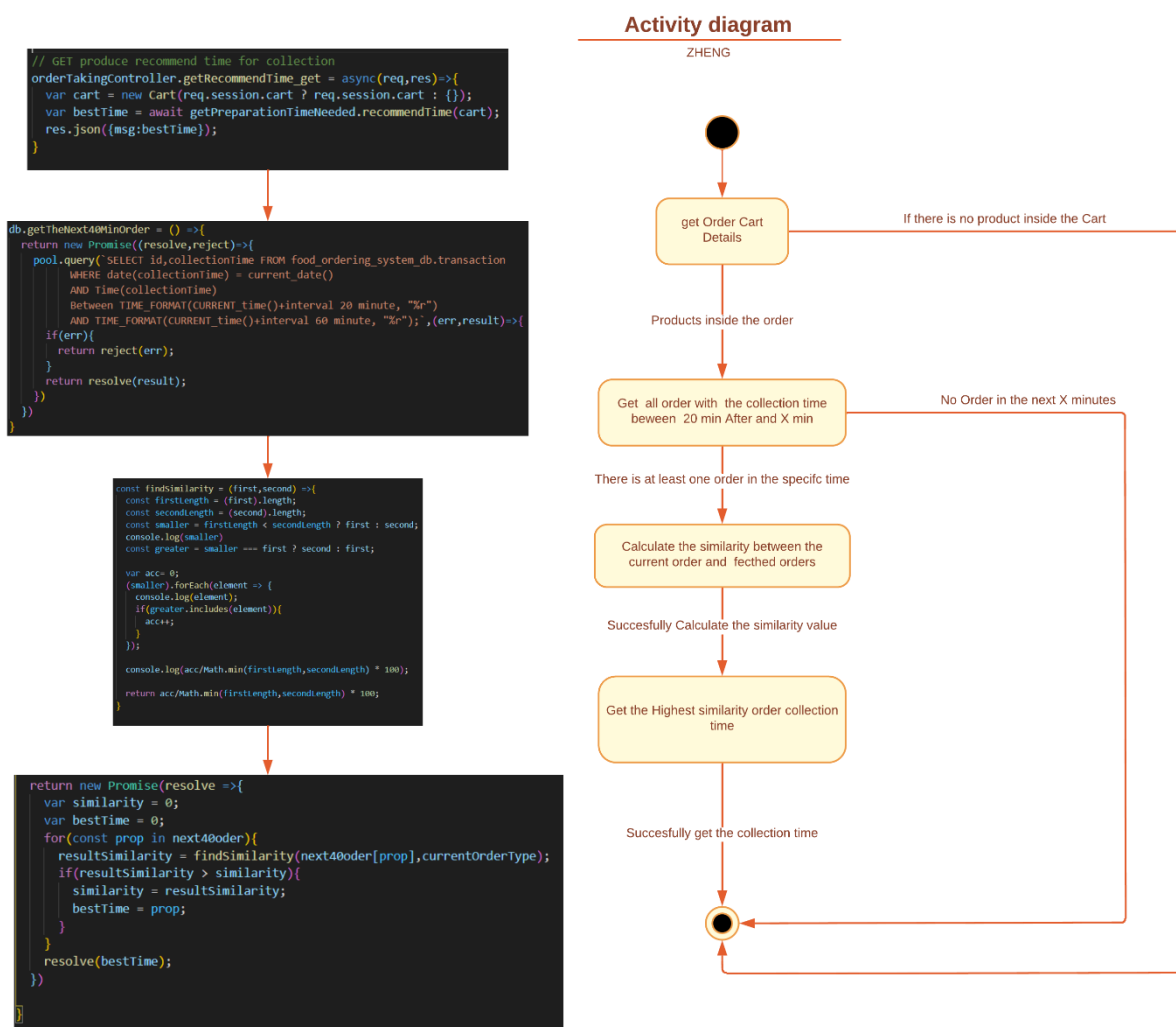 // GET produce recommend time for collection
orderTakingController.getRecommendTime_get = async(req,res)=>{
var cart = new Cart(req.session.cart ? req.session.cart : {});
var bestTime = await getPreparationTimeNeeded.recommendTime(cart);
res.json({msg:bestTime});
}
db.getTheNext40MinOrder = () =>{
return new Promise((resolve,reject)=>{
pool.query(`SELECT id,collectionTime FROM food_ordering_system_db.transaction
WHERE date(collectionTime) = current_date()
AND Time(collectionTime)
Between TIME_FORMAT(CURRENT_time()+interval 20 minute, "%r")
AND TIME_FORMAT(CURRENT_time()+interval 60 minute, "%r");`,(err,result)=>{
if(err){
return reject(err);
}
return resolve(result);
})
})
}
const findSimilarity = (first,second) =>{
const firstLength = (first).length;
const secondLength = (second).length;
const smaller = firstLength < secondLength ? first : second;
console.log(smaller)
const greater = smaller === first ? second : first;
var acc= 0;
(smaller).forEach(element => {
console.log(element);
if(greater.includes(element)){
acc++;
}
});
console.log(acc/Math.min(firstLength,secondLength) * 100);
return acc/Math.min(firstLength,secondLength) * 100;
}
return new Promise(resolve =>{
var similarity = 0;
var bestTime = 0;
for(const prop in next40oder){
resultSimilarity = findSimilarity(next40oder[prop],currentOrderType);
if(resultSimilarity > similarity){
similarity = resultSimilarity;
bestTime = prop;
}
}
resolve(bestTime);
})
}
Activity diagram
ZHENG
get Order Cart
Details
If there is no product inside the Cart
Products inside the order
Get all order with the collection time
beween 20 min After and X min
No Order in the next X minutes
There is at least one order in the specifc time
Calculate the similarity between the
current order and fecthed orders
Succesfully Calculate the similarity value
Get the Highest similarity order collection
time
Succesfully get the collection time